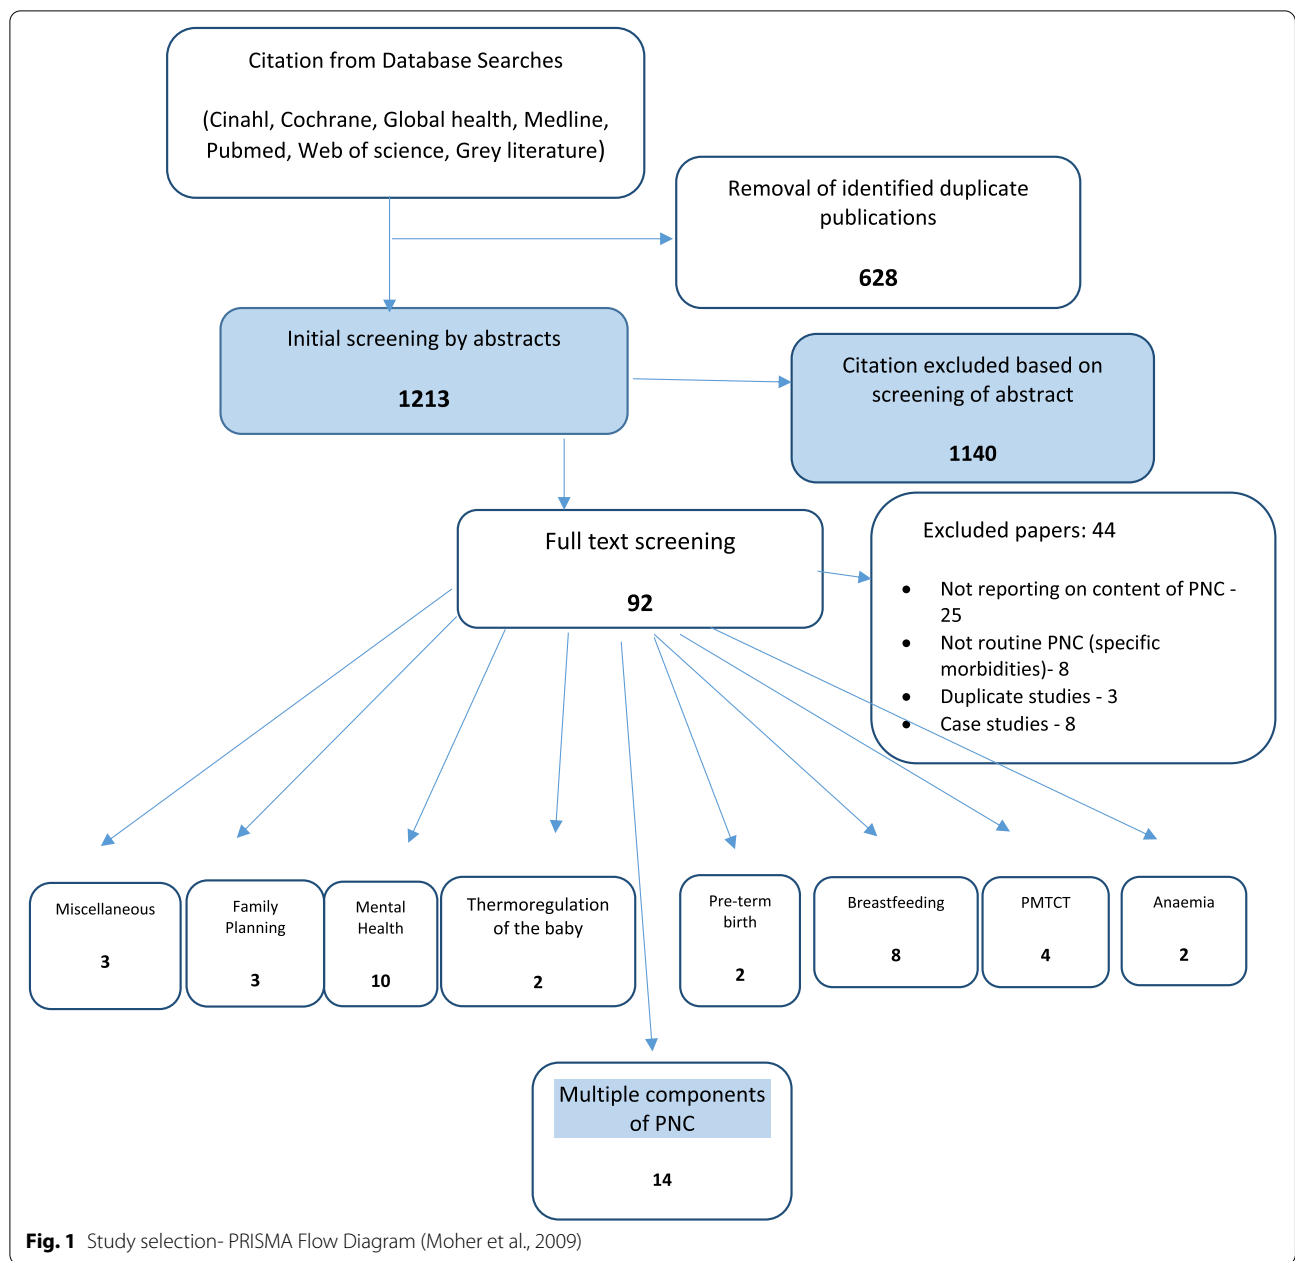 Citation from Database Searches
(Cinahl, Cochrane, Global health, Medline,
Pubmed, Web of science, Grey literature)
Removal of identified duplicate
publications
628
Initial screening by abstracts
1213
Citation excluded based on
screening of abstract
1140
Full text screening
92
Excluded papers: 44
• Not reporting on content of PNC -
25
• Not routine PNC (specific
morbidities)- 8
• Duplicate studies - 3
• Case studies - 8
Miscellaneous
3
Family
Planning
3
Mental
Health
10
Thermoregulation
of the baby
2
Pre-term
birth
2
Breastfeeding
8
PMTCT
4
Anaemia
2
Multiple components
of PNC
14
Fig. 1 Study selection- PRISMA Flow Diagram (Moher et al., 2009)